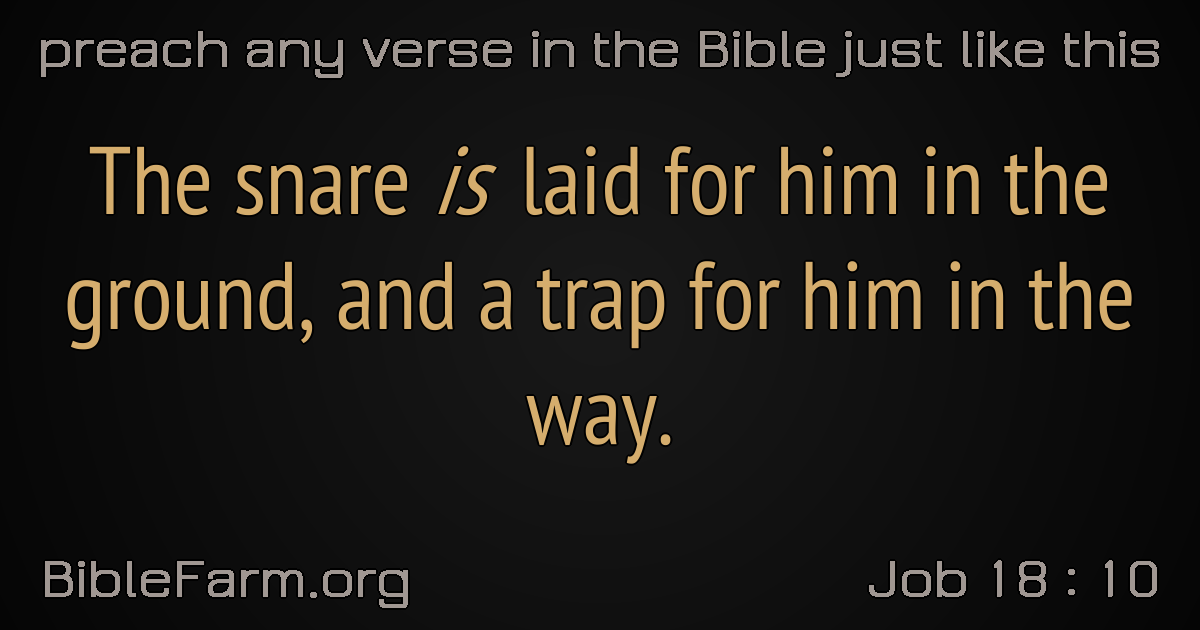 preach any verse in the Bible just like this
The snare is laid for him in the
ground, and a trap for him in the
way.
BibleFarm.org
Job 18 : 10